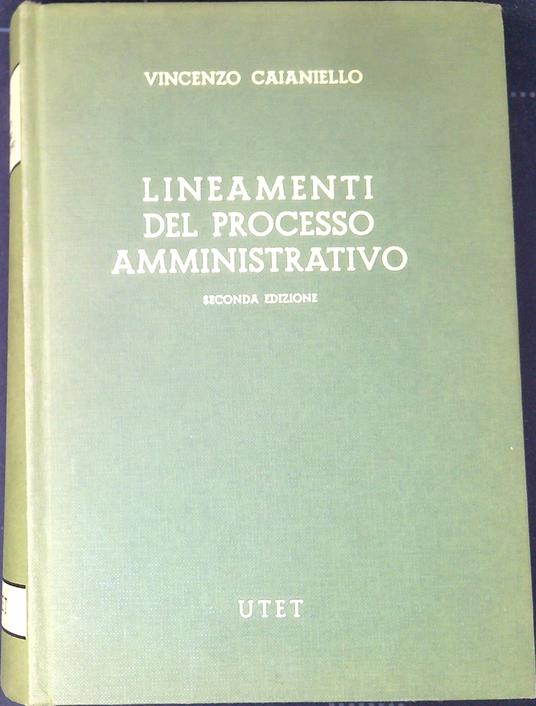 VINCENZO CAIANIELLO
LINEAMENTI
DEL PROCESSO
AMMINISTRATIVO
SECONDA EDIZIONE
UTET